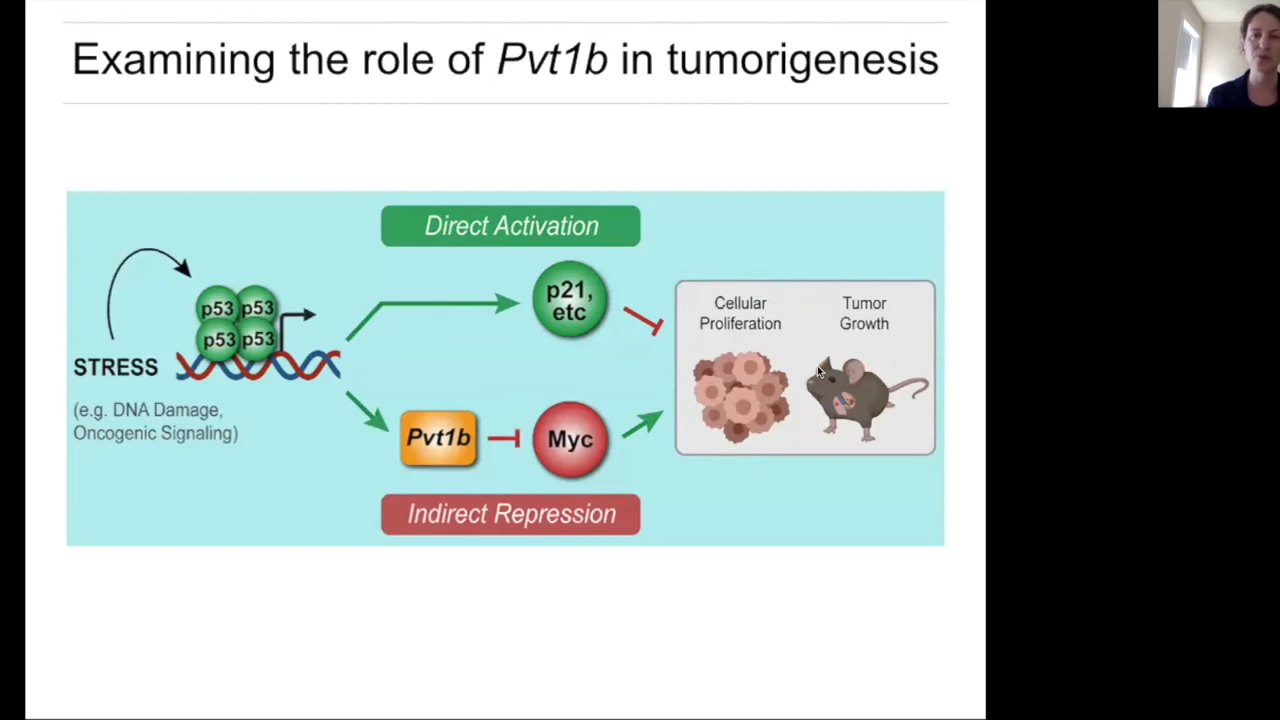 Examining the role of Pvt1b in tumorigenesis
Direct Activation
p53 p53
p53 p53
STRESS
(e.g. DNA Damage,
Oncogenic Signaling)
p21,
etc
Pvt1b
Myc
Indirect Repression
Cellular
Proliferation
Tumor
Growth